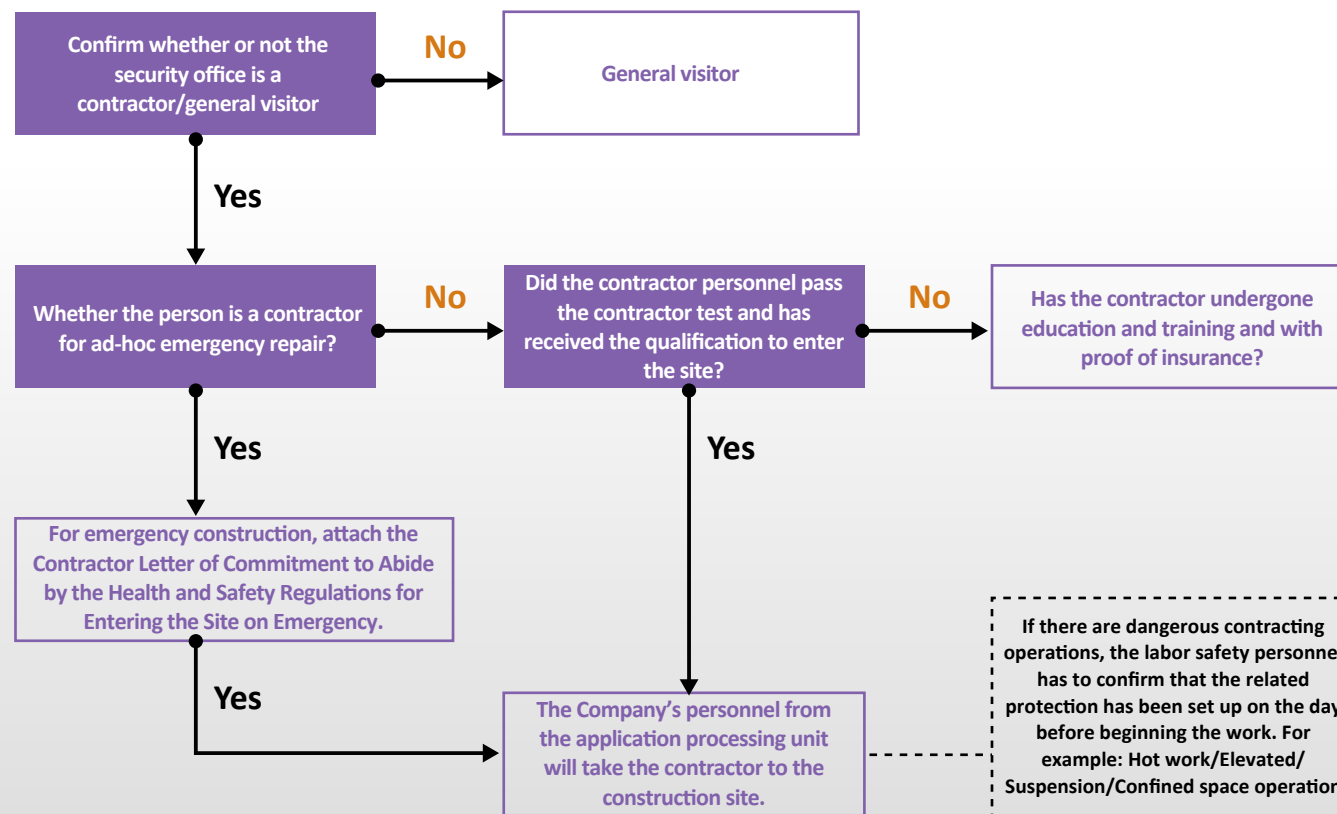 Confirm whether or not the
security office is a
contractor/general visitor
No
General visitor
Yes
Whether the person is a contractor
for ad-hoc emergency repair?
No
Did the contractor personnel pass
the contractor test and has
received the qualification to enter
the site?
No
Has the contractor undergone
education and training and with
proof of insurance?
Yes
Yes
For emergency construction, attach the
Contractor Letter of Commitment to Abide
by the Health and Safety Regulations for
Entering the Site on Emergency.
Yes
The Company's personnel from
the application processing unit
will take the contractor to the
construction site.
If there are dangerous contracting
operations, the labor safety personne
has to confirm that the related
protection has been set up on the day
before beginning the work. For
example: Hot work/Elevated/
Suspension/Confined space operation